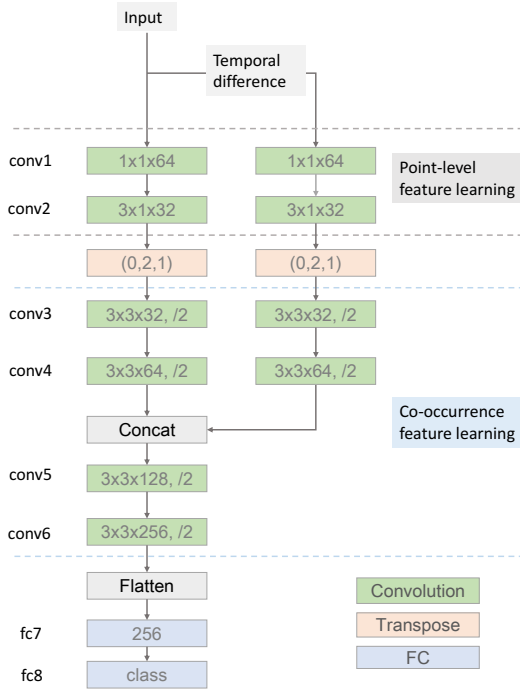 Input
Temporal
difference
conv1
1x1x64
1x1x64
Point-level
feature learning
conv2
3x1x32
3x1x32
(0,2,1)
(0,2,1)
conv3
3x3x32, /2
3x3x32, /2
conv4
3x3x64, /2
3x3x64, /2
Co-occurrence
feature learning
Concat
conv5
3x3x128, /2
conv6
3x3x256, /2
Flatten
Convolution
fc7
256
Transpose
FC
fc8
class